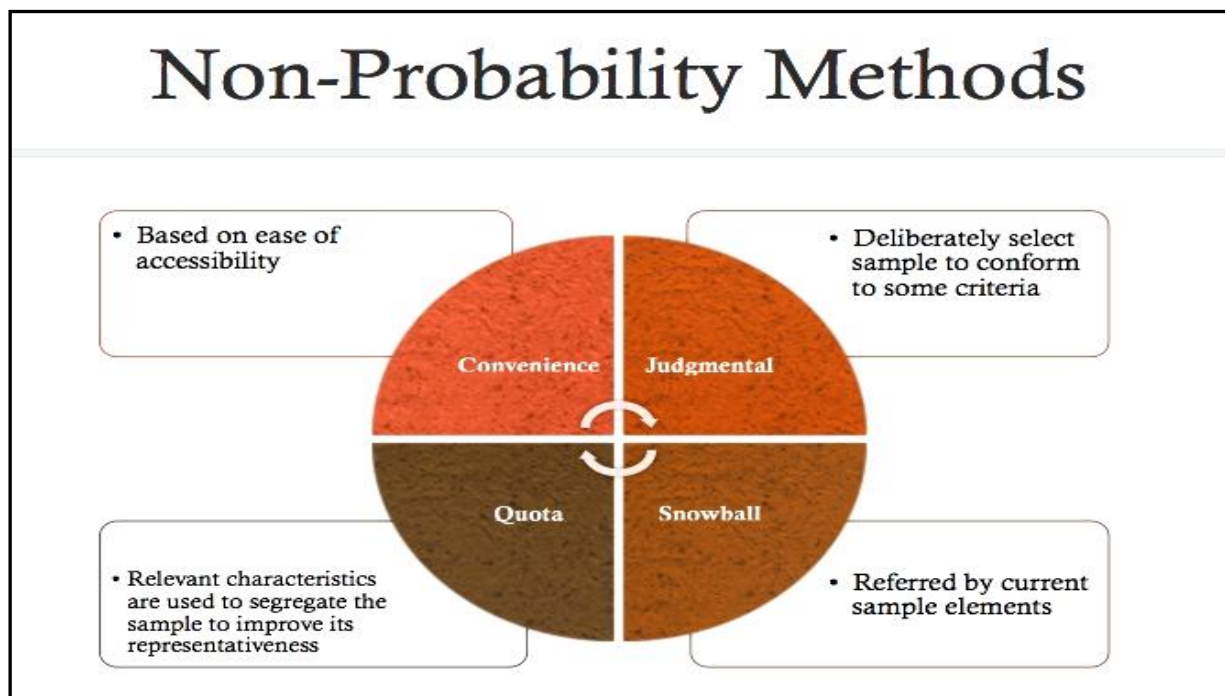 Non-Probability Methods
• Based on ease of
accessibility
• Deliberately select
sample to conform
to some criteria
Convenience
Judgmental
Quota
Snowball
• Relevant characteristics
are used to segregate the
sample to improve its
representativeness
• Referred by current
sample elements